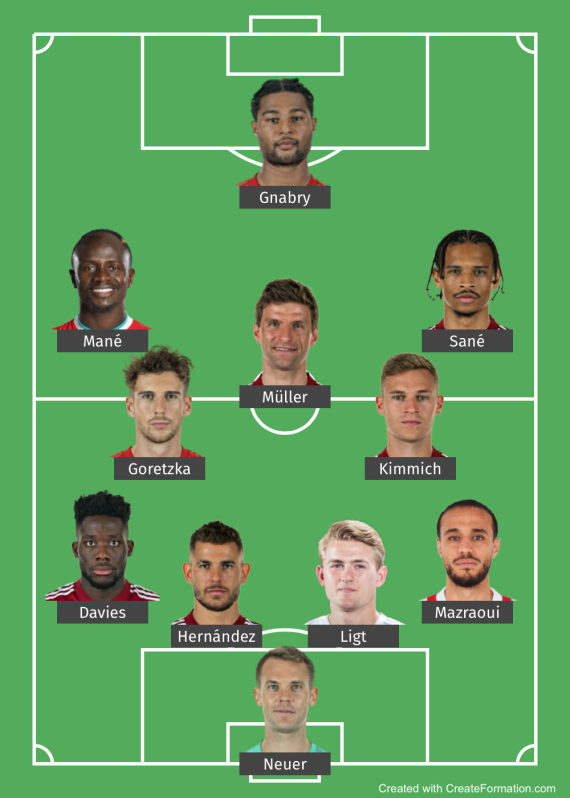 Gnabry
Mané
Sané
Müller
Goretzka
Kimmich
Davies
Mazraoui
Hernández
Ligt
Neuer
Created with CreateFormation.com